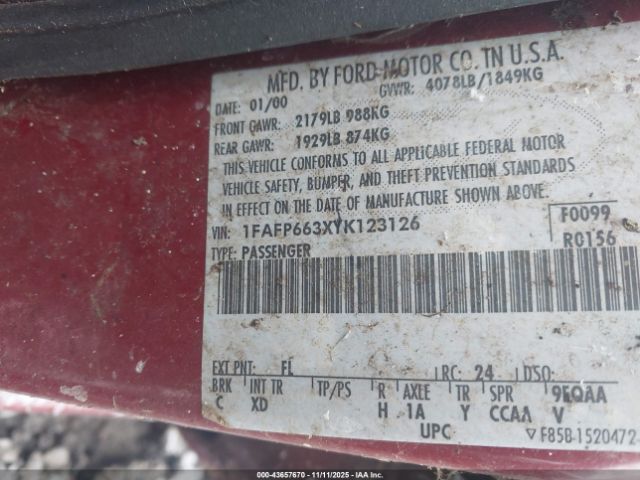 MFD. BY FORD MOTOR CO. IN U.S.A.
DATE: 01/00 GVWR: 4078LB/1849KG
FRONT GAWR: 2179LB 988KG
REAR GAWR: 1929LB 874KG
THIS VEHICLE CONFORMS TO ALL APPLICABLE FEDERAL MOTOR
VEHICLE SAFETY, BUMPER, AND THEFT PREVENTION STANDARDS
IN EFFECT ON THE DATE OF MANUFACTURE SHOWN ABOVE.
VIN: 1FAFP663XYK123126 F0099
TYPE: PASSENGER R0156
EXT PNT: FL RC: 24 DSO:
BRK INT TR TP/PS R AXLE TR SPR 9EQAA
C XD H 1A Y CCAA V
UPC
▽F85B-1520472-
000-43657670 - 11/11/2025 - IAAI.COM